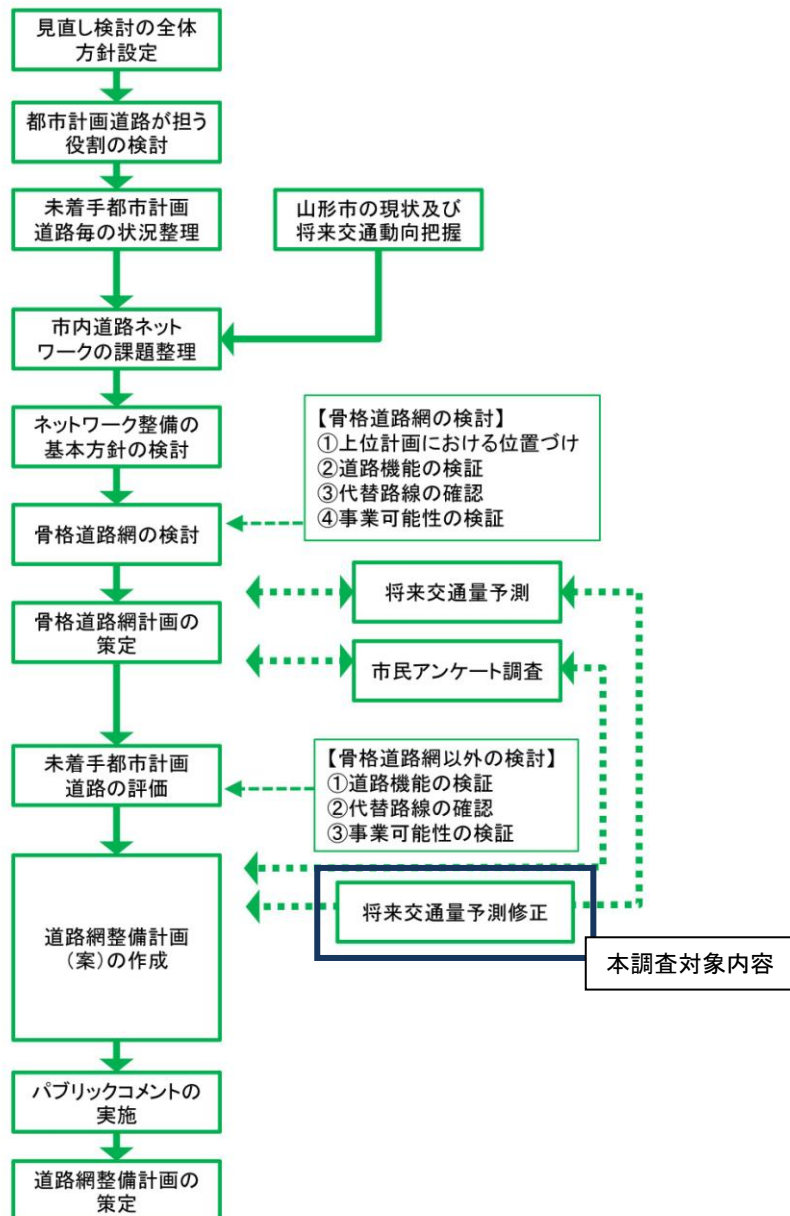 見直し検討の全体
方針設定
都市計画道路が担う
役割の検討
未着手都市計画
道路毎の状況整理
山形市の現状及び
将来交通動向把握
市内道路ネット
ワークの課題整理
ネットワーク整備の
基本方針の検討
【骨格道路網の検討】
①上位計画における位置づけ
②道路機能の検証
③代替路線の確認
④事業可能性の検証
骨格道路網の検討
将来交通量予測
骨格道路網計画の
策定
市民アンケート調査
未着手都市計画
道路の評価
【骨格道路網以外の検討】
①道路機能の検証
②代替路線の確認
③事業可能性の検証
将来交通量予測修正
道路網整備計画
(案)の作成
本調査対象内容
パブリックコメントの
実施
道路網整備計画の
策定